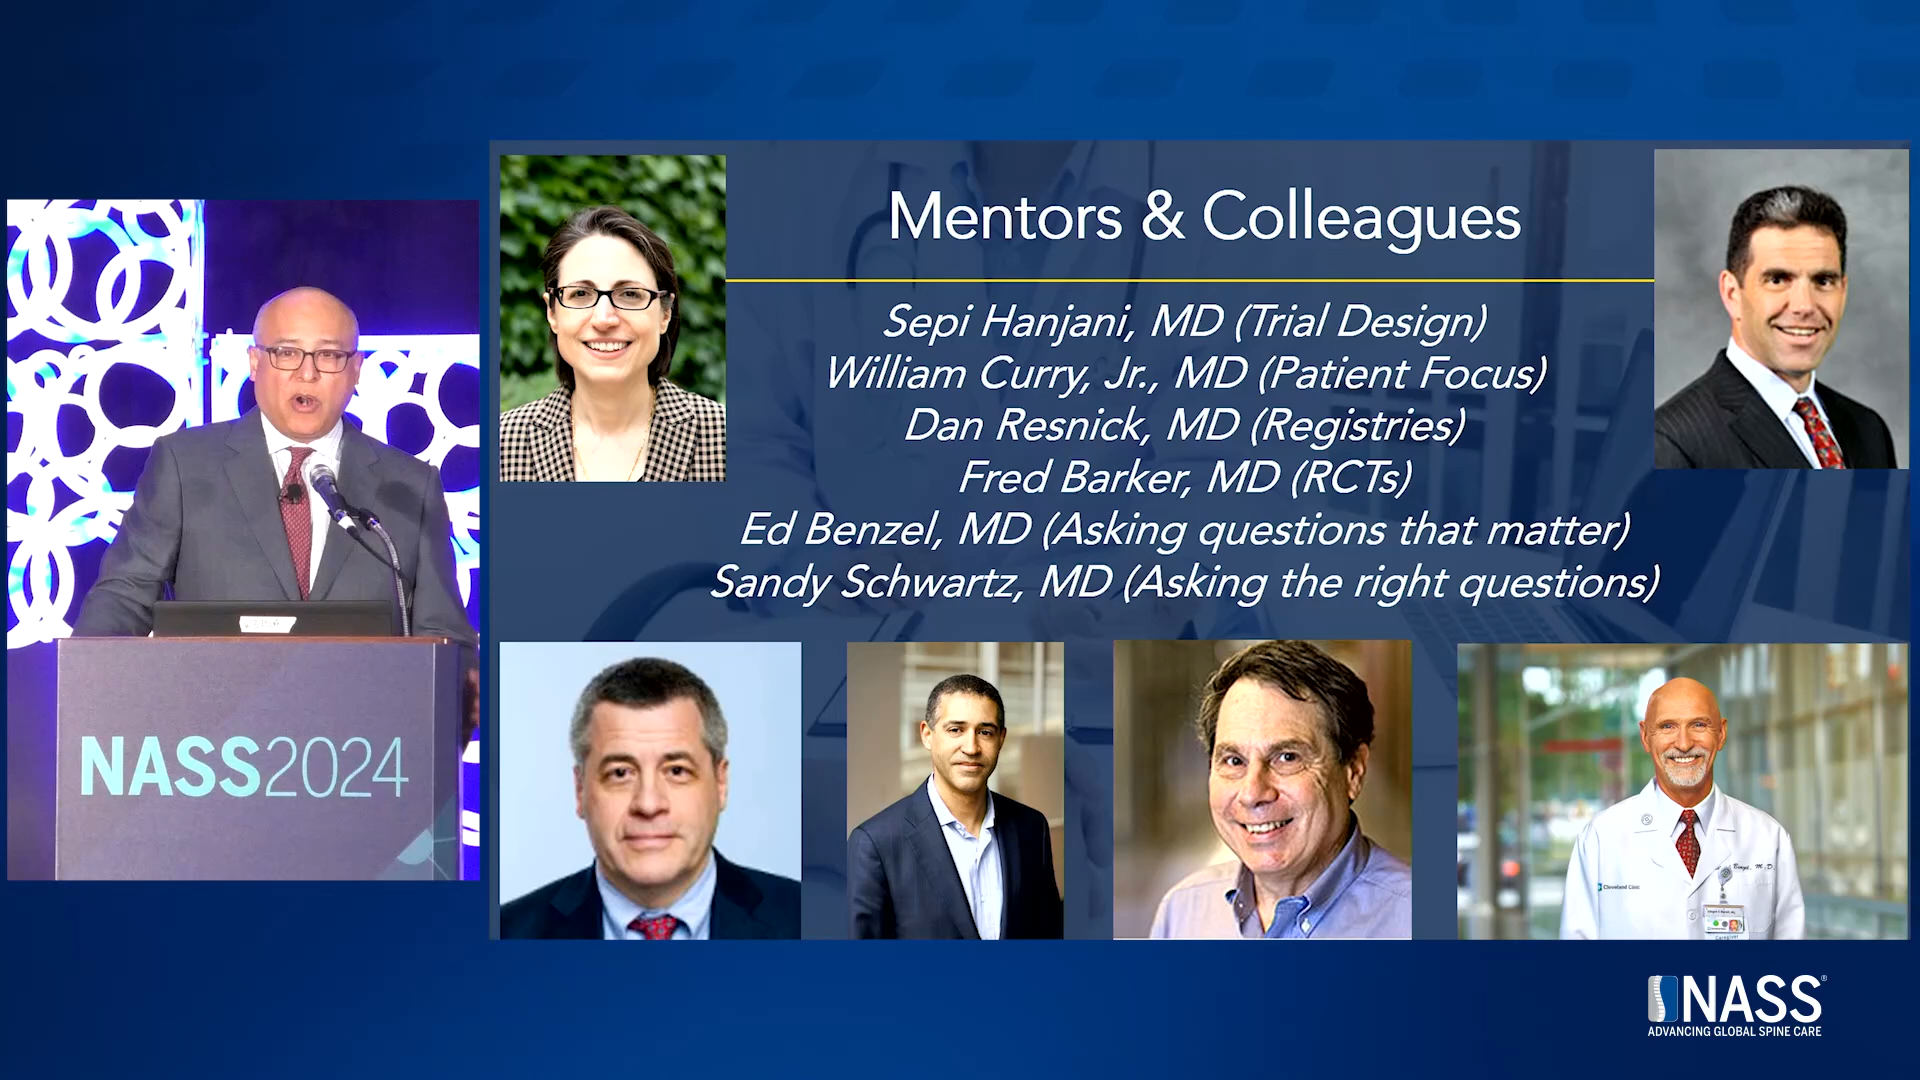 Mentors & Colleagues
Sepi Hanjani, MD (Trial Design)
William Curry, Jr., MD (Patient Focus)
Dan Resnick, MD (Registries)
Fred Barker, MD (RCTs)
Ed Benzel, MD (Asking questions that matter)
Sandy Schwartz, MD (Asking the right questions)
NASS2024
Cleveland Clinic
NASS®
ADVANCING GLOBAL SPINE CARE